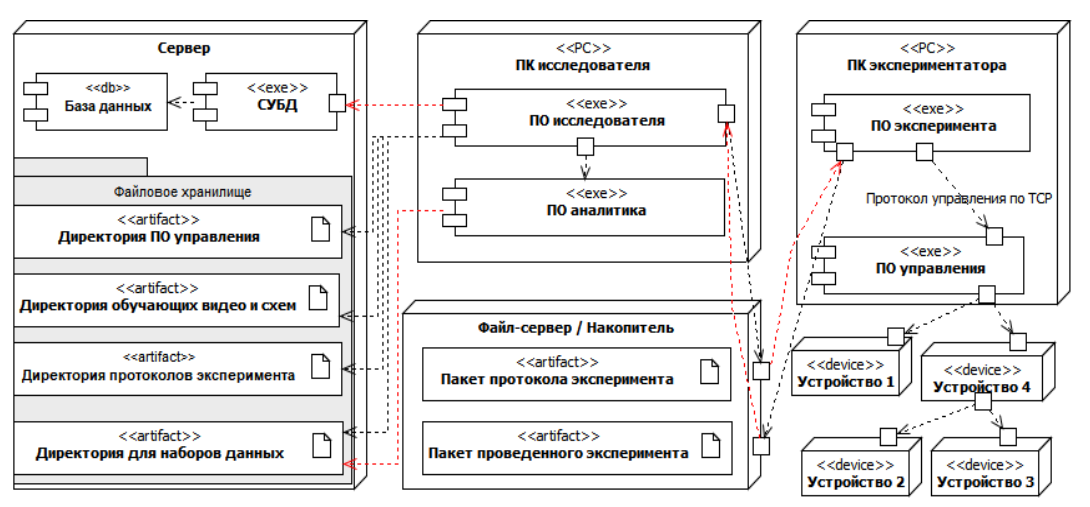 Сервер
<<db>>
База данных
<<exe>>
СУБД
Файловое хранилище
<<artifact>>
Директория ПО управления
<<artifact>>
Директория обучающих видео и схем
<<artifact>>
Директория протоколов эксперимента
<<artifact>>
Директория для наборов данных
<<PC>>
ПК исследователя
<<exe>>
ПО исследователя
<<exe>>
ПО аналитика
Файл-сервер / Накопитель
<<artifact>>
Пакет протокола эксперимента
<<artifact>>
Пакет проведенного эксперимента
<<PC>>
ПК экспериментатора
<<exe>>
ПО эксперимента
Протокол управления по TCP
<<exe>>
ПО управления
<<device>>
Устройство 1
<<device>>
Устройство 4
<<device>>
Устройство 2
<<device>>
Устройство 3